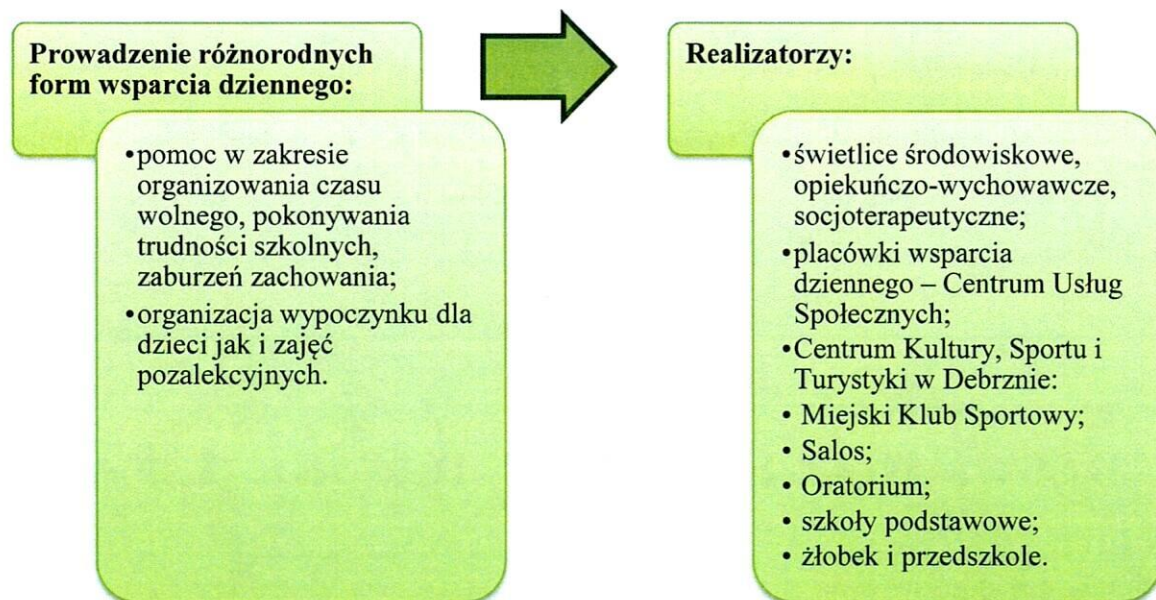 Prowadzenie różnorodnych
form wsparcia dziennego:
•pomoc w zakresie
organizowania czasu
wolnego, pokonywania
trudności szkolnych,
zaburzeń zachowania;
•organizacja wypoczynku dla
dzieci jak i zajęć
pozalekcyjnych.
Realizatorzy:
•świetlice środowiskowe,
opiekuńczo-wychowawcze,
socjoterapeutyczne;
•placówki wsparcia
dziennego – Centrum Usług
Społecznych;
•Centrum Kultury, Sportu i
Turystyki w Debrznie:
• Miejski Klub Sportowy;
• Salos;
• Oratorium;
• szkoły podstawowe;
• żłobek i przedszkole.